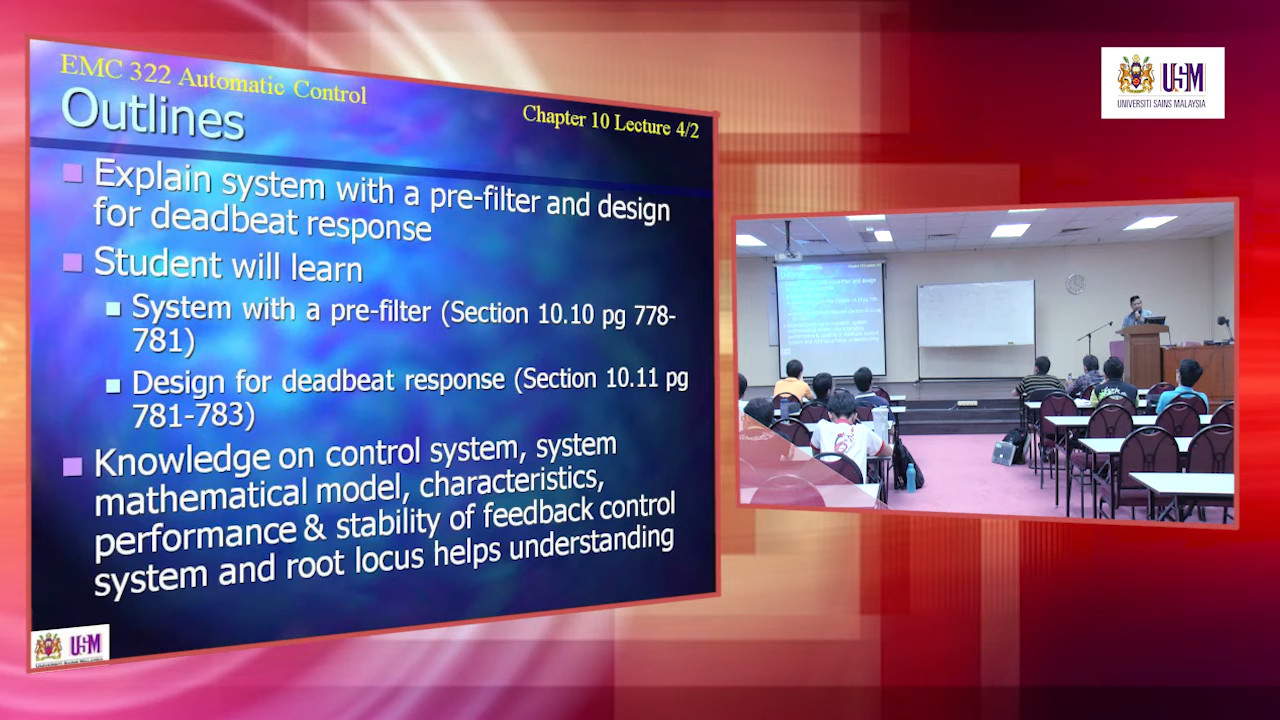 EMC 322 Automatic Control
Chapter 10 Lecture 4/2
Outlines
Explain system with a pre-filter and design
for deadbeat response
Student will learn
System with a pre-filter (Section 10.10 pg 778-
781)
Design for deadbeat response (Section 10.11 pg
781-783)
Knowledge on control system, system
mathematical model, characteristics,
performance & stability of feedback control
system and root locus helps understanding
USM
UNIVERSITI SAINS MALAYSIA
USM
UNIVERSITI SAINS MALAYSIA